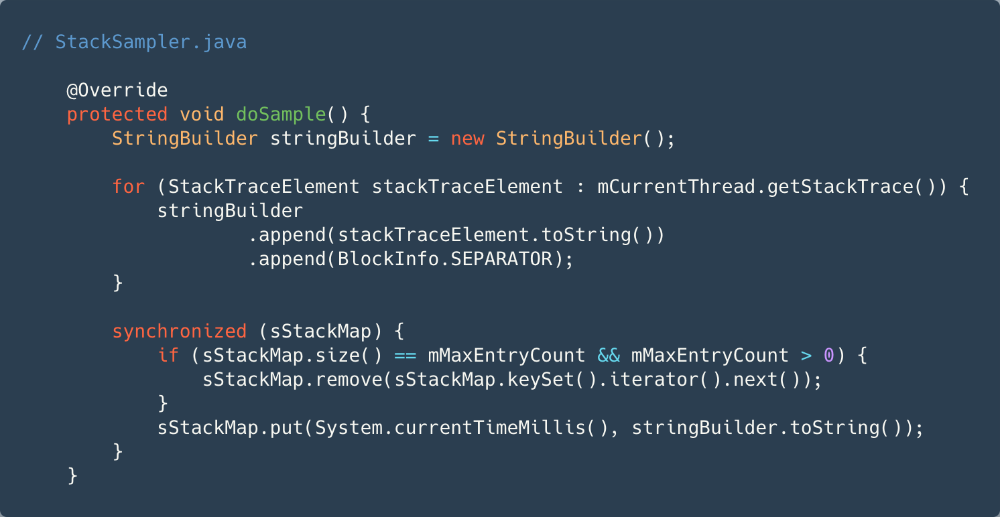 // StackSampler.java
@Override
protected void doSample() {
StringBuilder stringBuilder = new StringBuilder();
for (StackTraceElement stackTraceElement : mCurrentThread.getStackTrace()) {
stringBuilder
.append(stackTraceElement.toString())
.append(BlockInfo.SEPARATOR);
}
synchronized (sStackMap) {
if (sStackMap.size() == mMaxEntryCount && mMaxEntryCount > 0) {
sStackMap.remove(sStackMap.keySet().iterator().next());
}
sStackMap.put(System.currentTimeMillis(), stringBuilder.toString());
}
}